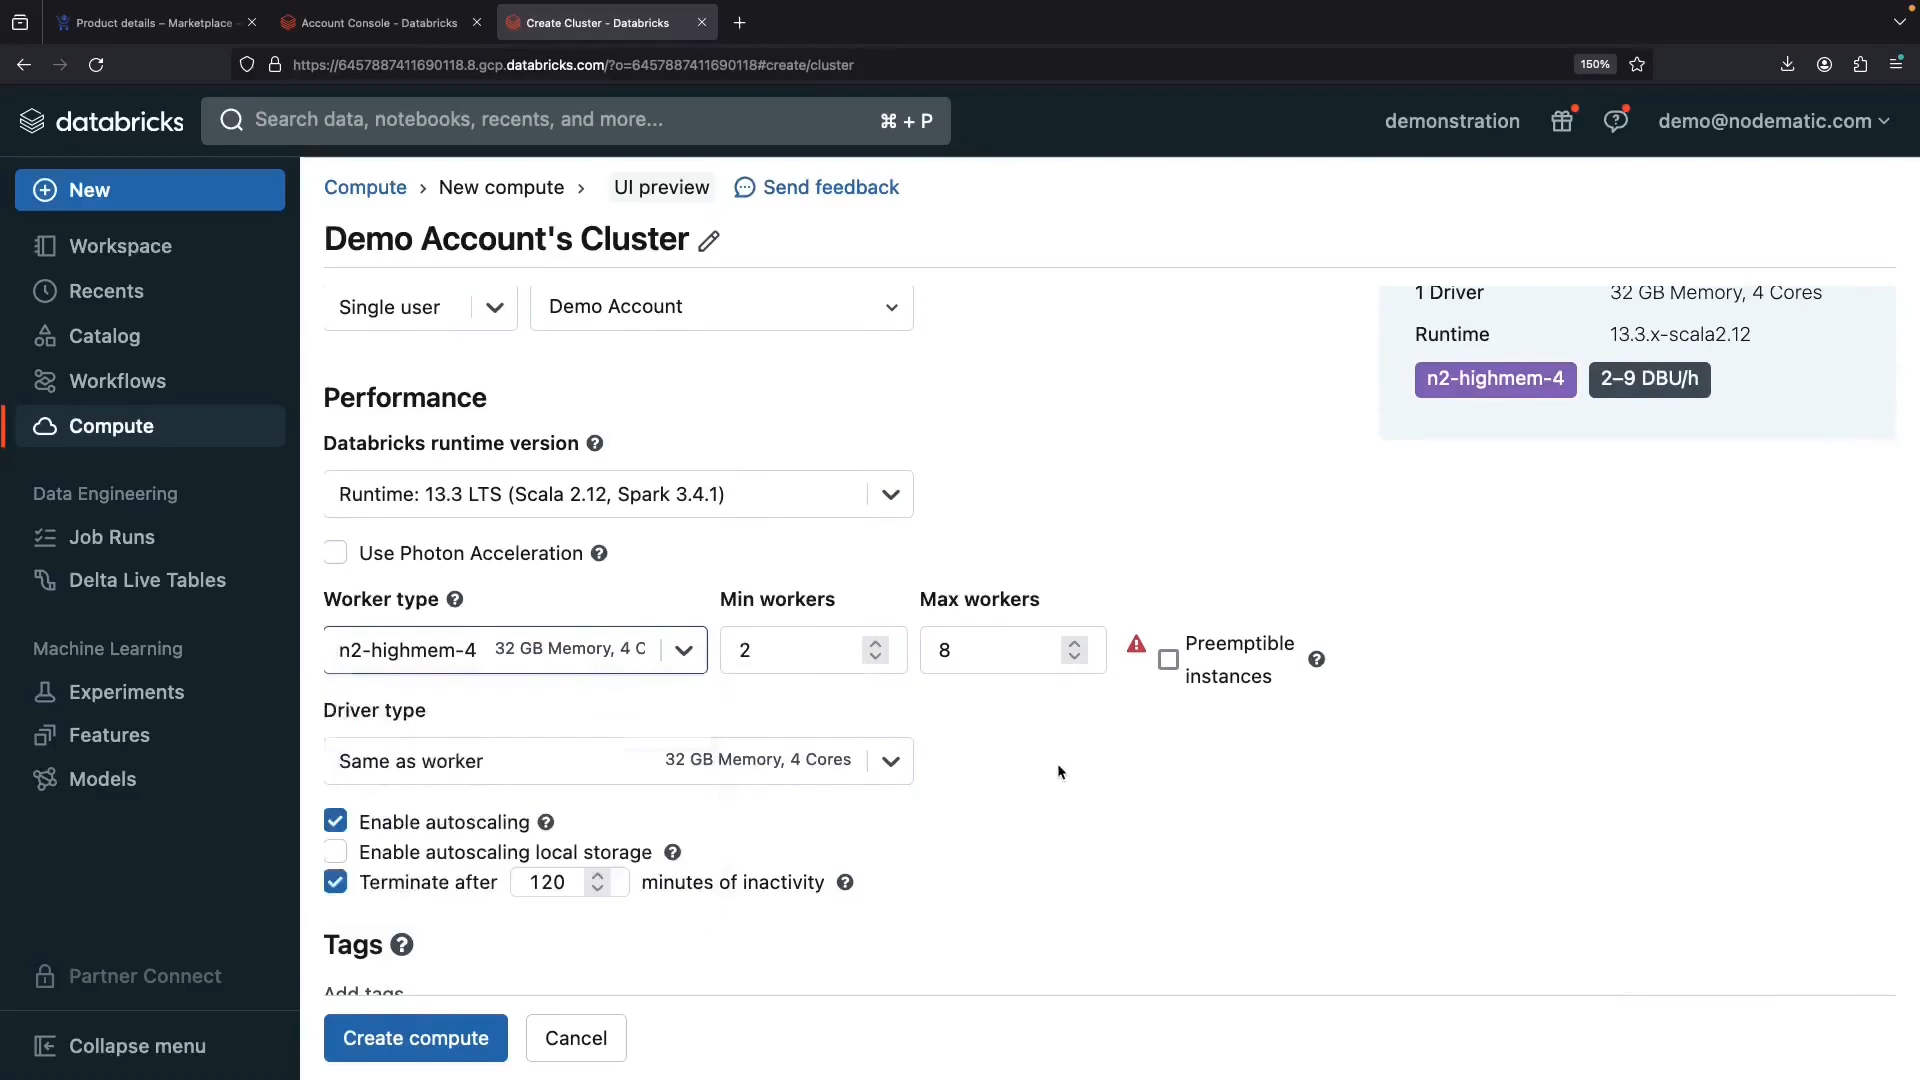 Product details – Marketplace
Account Console - Databricks
Create Cluster - Databricks
https://6457887411690118.8.gcp.databricks.com/?o=6457887411690118#create/cluster
150%
databricks
Search data, notebooks, recents, and more...
⌘ + P
demonstration
demo@nodematic.com
New
Workspace
Recents
Catalog
Workflows
Compute
Data Engineering
Job Runs
Delta Live Tables
Machine Learning
Experiments
Features
Models
Partner Connect
Collapse menu
Compute › New compute › UI preview Send feedback
Demo Account's Cluster
Single user
Demo Account
1 Driver 32 GB Memory, 4 Cores
Runtime 13.3.x-scala2.12
n2-highmem-4 2–9 DBU/h
Performance
Databricks runtime version
Runtime: 13.3 LTS (Scala 2.12, Spark 3.4.1)
Use Photon Acceleration
Worker type Min workers Max workers
n2-highmem-4 32 GB Memory, 4 C 2 8
Preemptible
instances
Driver type
Same as worker 32 GB Memory, 4 Cores
Enable autoscaling
Enable autoscaling local storage
Terminate after 120 minutes of inactivity
Tags
Add tags
Create compute
Cancel